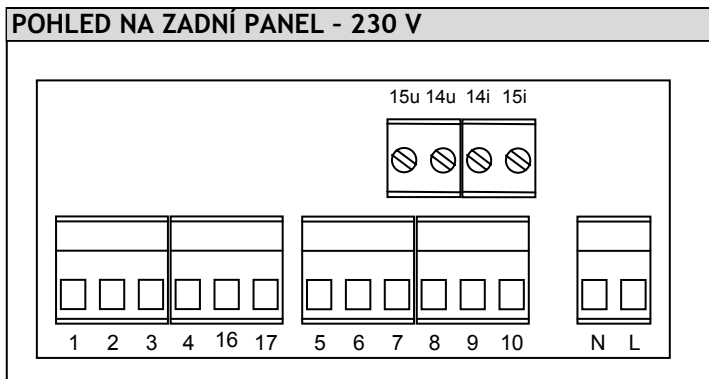 POHLED NA ZADNÍ PANEL – 230 V
15u 14u 14i 15i
1 2 3 4 16 17 5 6 7 8 9 10 N L